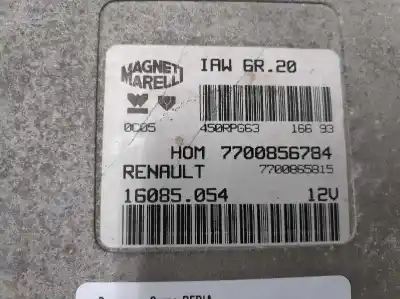 MAGNETI MARELLI
IAW 6R.20
0C05 450RPG63 166 93
HOM 7700856784
RENAULT 7700865815
16085.054 12V